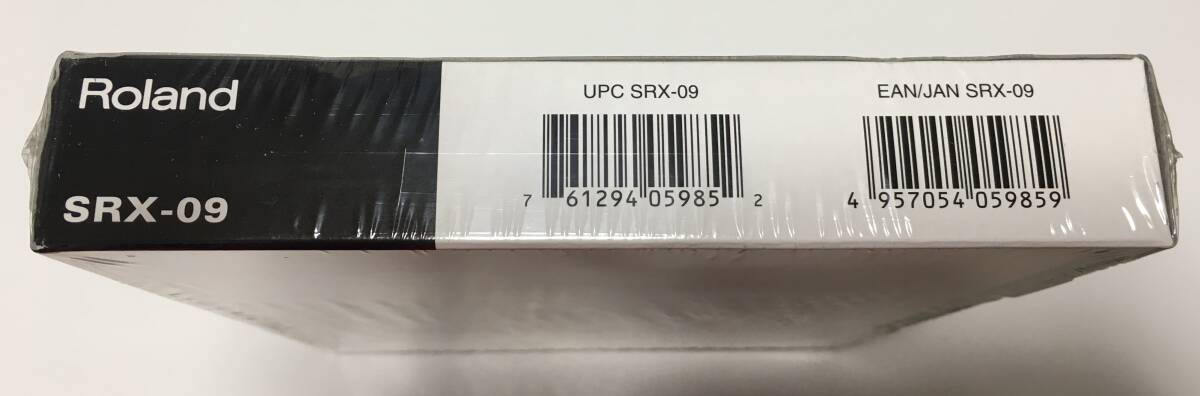 Roland
SRX-09
UPC SRX-09
7 61294 05985 2
EAN/JAN SRX-09
4 957054 059859